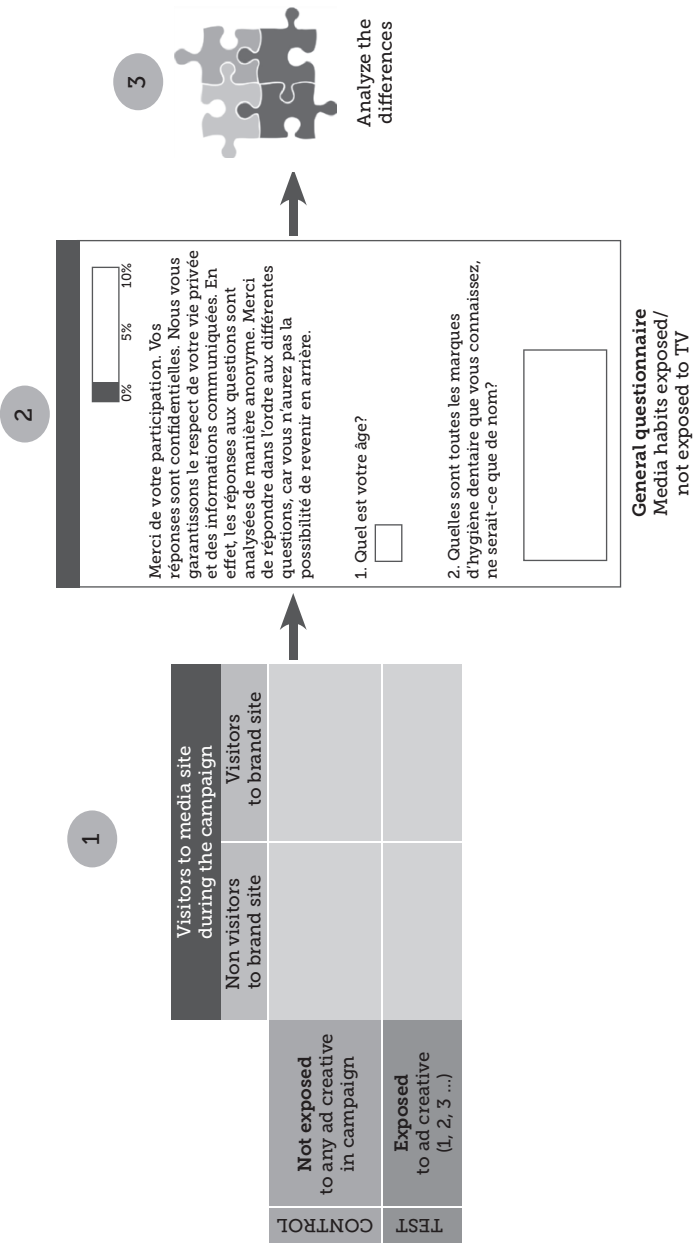 1
Visitors to media site
during the campaign
Non visitors
to brand site
Visitors
to brand site
CONTROL
Not exposed
to any ad creative
in campaign
TEST
Exposed
to ad creative
(1, 2, 3 ...)
2
0%
5%
10%
Merci de votre participation. Vos
réponses sont confidentielles. Nous vous
garantissons le respect de votre vie privée
et des informations communiquées. En
effet, les réponses aux questions sont
analysées de manière anonyme. Merci
de répondre dans l'ordre aux différentes
questions, car vous n'aurez pas la
possibilité de revenir en arrière.
1. Quel est votre âge?
2. Quelles sont toutes les marques
d'hygiène dentaire que vous connaissez,
ne serait-ce que de nom?
General questionnaire
Media habits exposed/
not exposed to TV
3
Analyze the
differences